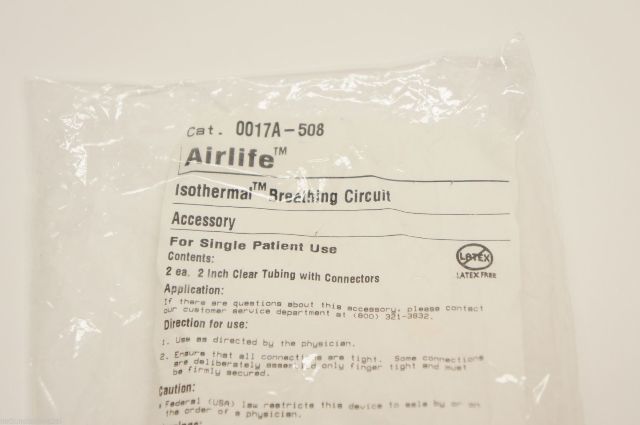 Cat. 0017A-508
Airlife™
Isothermal™ Breathing Circuit
Accessory
For Single Patient Use
Contents:
2 ea. 2 Inch Clear Tubing with Connectors
LATEX
LATEX FREE
Application:
If there are questions about this accessory, please contact
our customer service department at (800) 321-3832.
Direction for use:
1. Use as directed by the physician.
2. Ensure that all connections are tight. Some connections
are deliberately assembled only finger tight and must
be firmly secured.
Caution:
Federal (USA) law restricts this device to sale by or on
the order of a physician.